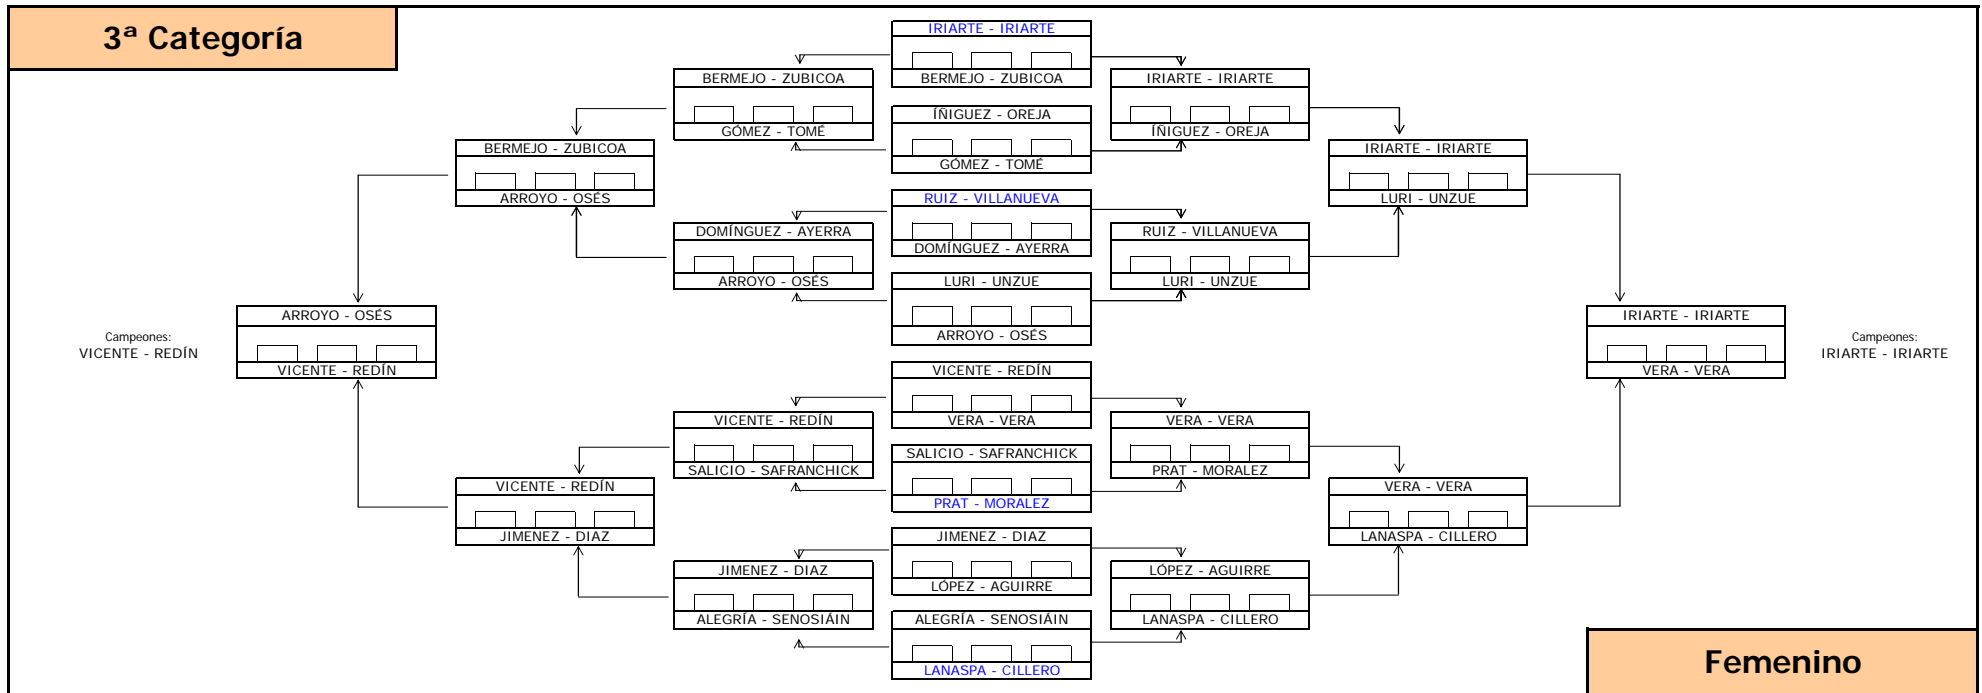 3ª Categoría
IRIARTE - IRIARTE
BERMEJO - ZUBICOA
BERMEJO - ZUBICOA
GÓMEZ - TOMÉ
IRIARTE - IRIARTE
ÍÑIGUEZ - OREJA
ÍÑIGUEZ - OREJA
GÓMEZ - TOMÉ
BERMEJO - ZUBICOA
ARROYO - OSÉS
IRIARTE - IRIARTE
LURI - UNZUE
RUIZ - VILLANUEVA
DOMÍNGUEZ - AYERRA
DOMÍNGUEZ - AYERRA
ARROYO - OSÉS
RUIZ - VILLANUEVA
LURI - UNZUE
LURI - UNZUE
ARROYO - OSÉS
Campeones:
VICENTE - REDÍN
ARROYO - OSÉS
VICENTE - REDÍN
IRIARTE - IRIARTE
VERA - VERA
Campeones:
IRIARTE - IRIARTE
VICENTE - REDÍN
VERA - VERA
VICENTE - REDÍN
SALICIO - SAFRANCHICK
VERA - VERA
PRAT - MORALEZ
SALICIO - SAFRANCHICK
PRAT - MORALEZ
VICENTE - REDÍN
JIMENEZ - DIAZ
VERA - VERA
LANASPA - CILLERO
JIMENEZ - DIAZ
LÓPEZ - AGUIRRE
JIMENEZ - DIAZ
ALEGRÍA - SENOSIÁIN
LÓPEZ - AGUIRRE
LANASPA - CILLERO
ALEGRÍA - SENOSIÁIN
LANASPA - CILLERO
Femenino